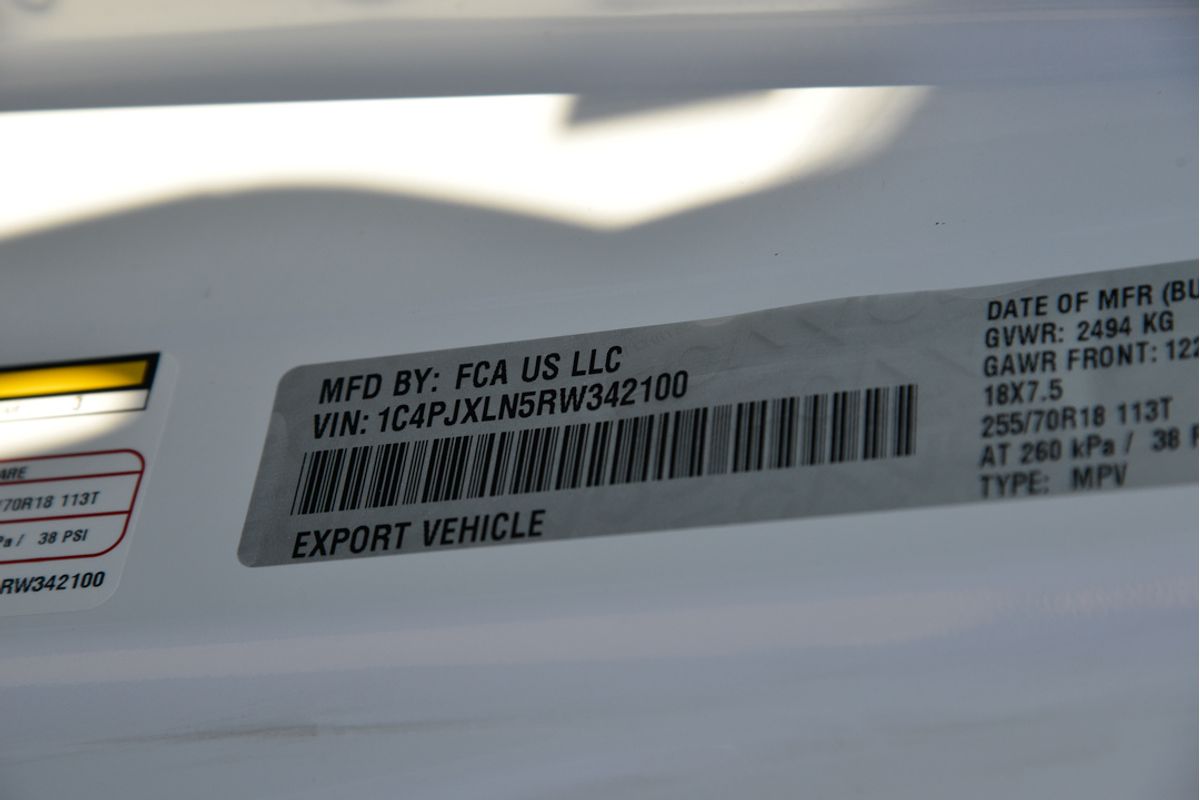 MFD BY: FCA US LLC
VIN: 1C4PJXLN5RW342100
EXPORT VEHICLE
DATE OF MFR (BU
GVWR: 2494 KG
GAWR FRONT: 122
18X7.5
255/70R18 113T
AT 260 kPa / 38 P
TYPE: MPV
70R18 113T
Pa / 38 PSI
RW342100